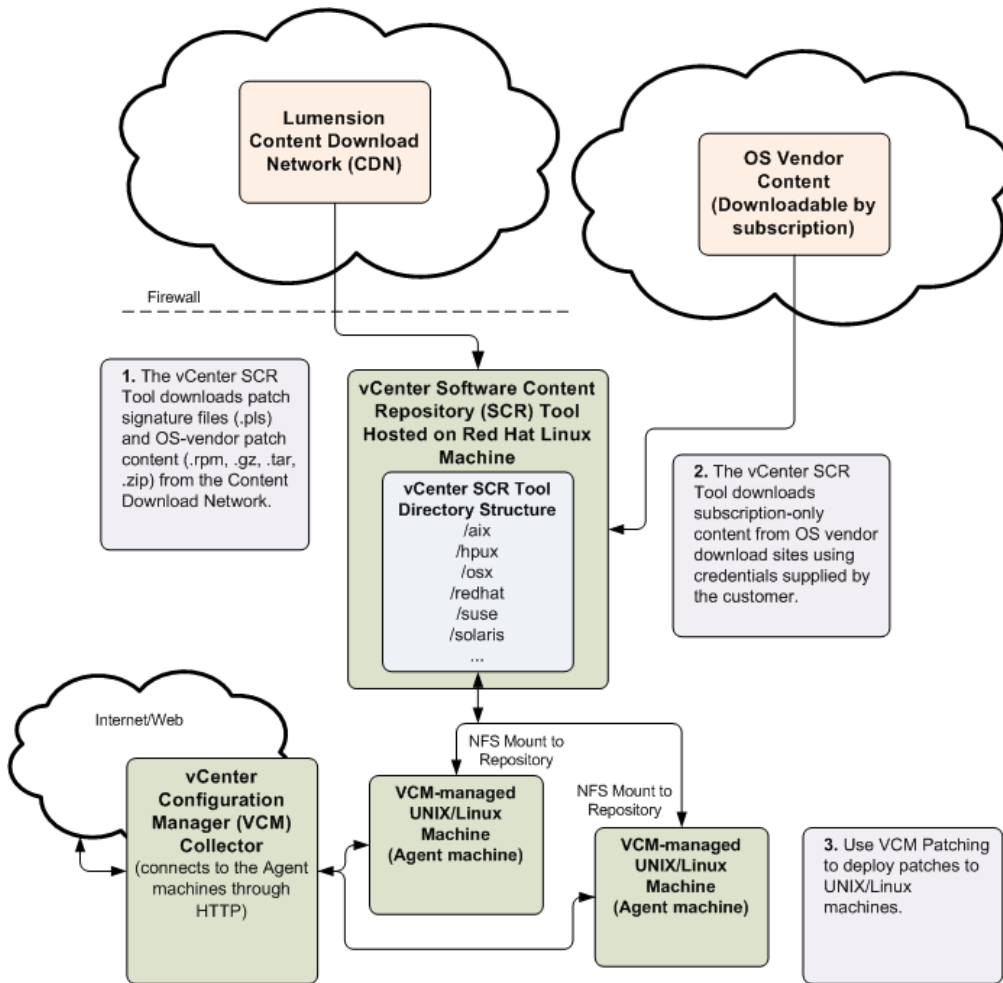 Lumension
Content Download
Network (CDN)
OS Vendor
Content
(Downloadable by
subscription)
Firewall
1. The vCenter SCR
Tool downloads patch
signature files (.pls)
and OS-vendor patch
content (.rpm, .gz, .tar,
.zip) from the Content
Download Network.
vCenter Software Content
Repository (SCR) Tool
Hosted on Red Hat Linux
Machine
vCenter SCR Tool
Directory Structure
/aix
/hpux
/osx
/redhat
/suse
/solaris
...
2. The vCenter SCR
Tool downloads
subscription-only
content from OS vendor
download sites using
credentials supplied by
the customer.
Internet/Web
NFS Mount to
Repository
NFS Mount to
Repository
vCenter
Configuration
Manager (VCM)
Collector
(connects to the Agent
machines through
HTTP)
VCM-managed
UNIX/Linux
Machine
(Agent machine)
VCM-managed
UNIX/Linux
Machine
(Agent machine)
3. Use VCM Patching
to deploy patches to
UNIX/Linux
machines.